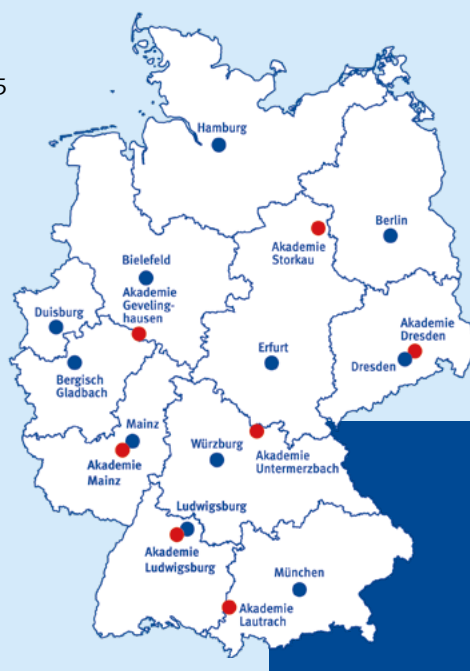 5
Hamburg
Berlin
Akademie
Storkau
Bielefeld
Akademie
Geveling-
hausen
Duisburg
Akademie
Dresden
Erfurt
Dresden
Bergisch
Gladbach
Mainz
Würzburg
Akademie
Mainz
Akademie
Untermerzbach
Ludwigsburg
Akademie
Ludwigsburg
München
Akademie
Lautrach